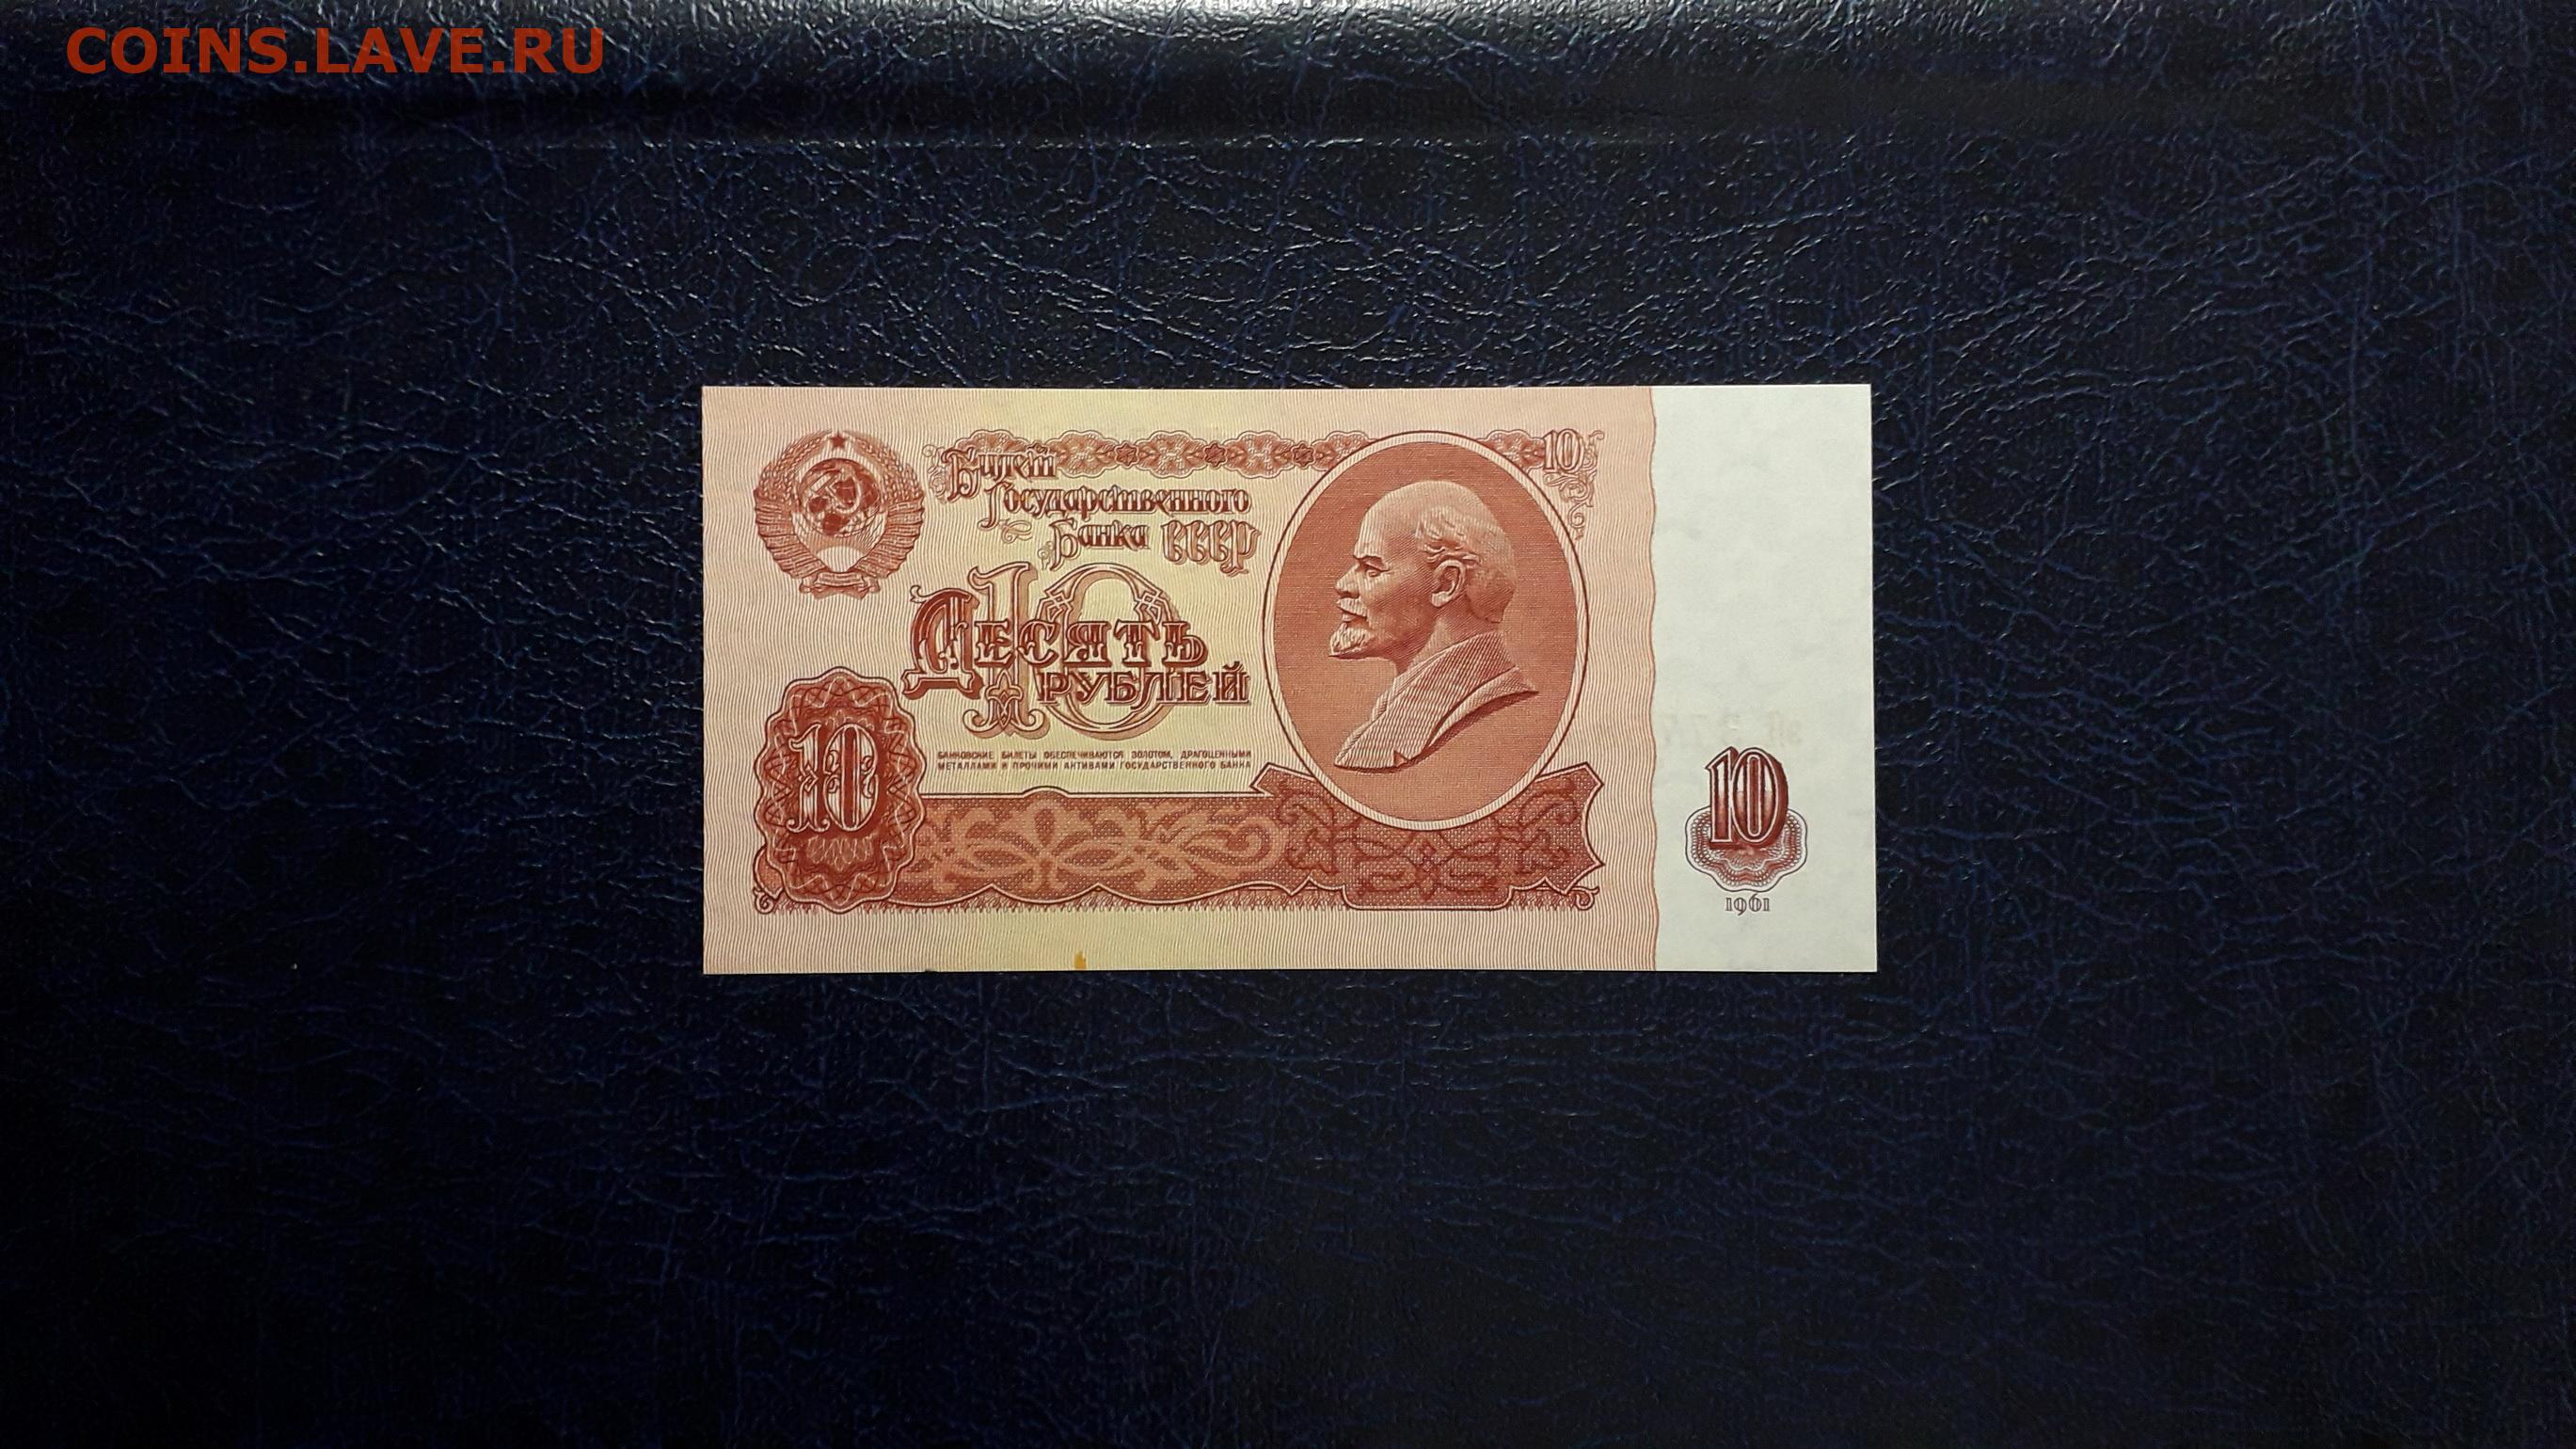 COINS.LAVE.RU
Билет
10
Государственного
Банка СССР
10
Десять
рублей
10
БАНКОВСКИЕ БИЛЕТЫ ОБЕСПЕЧИВАЮТСЯ ЗОЛОТОМ, ДРАГОЦЕННЫМИ
МЕТАЛЛАМИ И ПРОЧИМИ АКТИВАМИ ГОСУДАРСТВЕННОГО БАНКА
10
1961